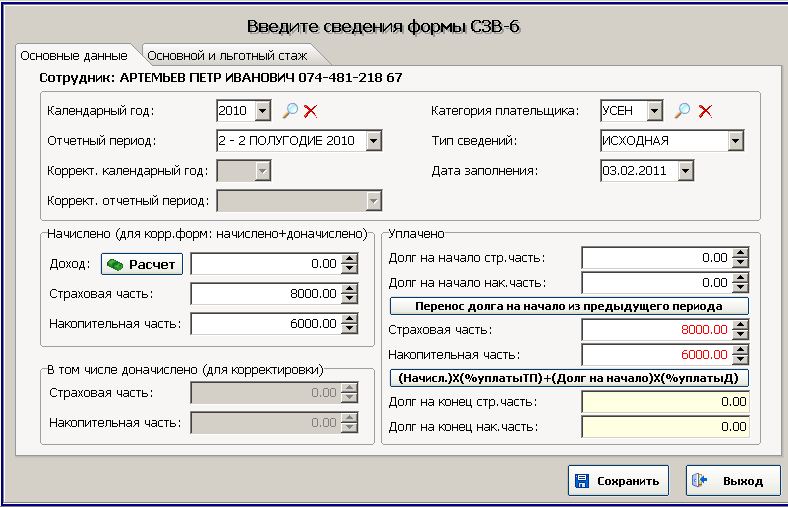 Введите сведения формы СЗВ-6
Основные данные
Основной и льготный стаж
Сотрудник: АРТЕМЬЕВ ПЕТР ИВАНОВИЧ 074-481-218 67
Календарный год: 2010
Категория плательщика: УСЕН
Отчетный период: 2 - 2 ПОЛУГОДИЕ 2010
Тип сведений: ИСХОДНАЯ
Коррект. календарный год:
Дата заполнения: 03.02.2011
Коррект. отчетный период:
Начислено (для корр.форм: начислено+доначислено)
Доход: Расчет 0.00
Страховая часть: 8000.00
Накопительная часть: 6000.00
В том числе доначислено (для корректировки)
Страховая часть: 0.00
Накопительная часть: 0.00
Уплачено
Долг на начало стр.часть: 0.00
Долг на начало нак.часть: 0.00
Перенос долга на начало из предыдущего периода
Страховая часть: 8000.00
Накопительная часть: 6000.00
(Начисл.)Х(%уплатыТП)+(Долг на начало)Х(%уплатыД)
Долг на конец стр.часть: 0.00
Долг на конец нак.часть: 0.00
Сохранить
Выход